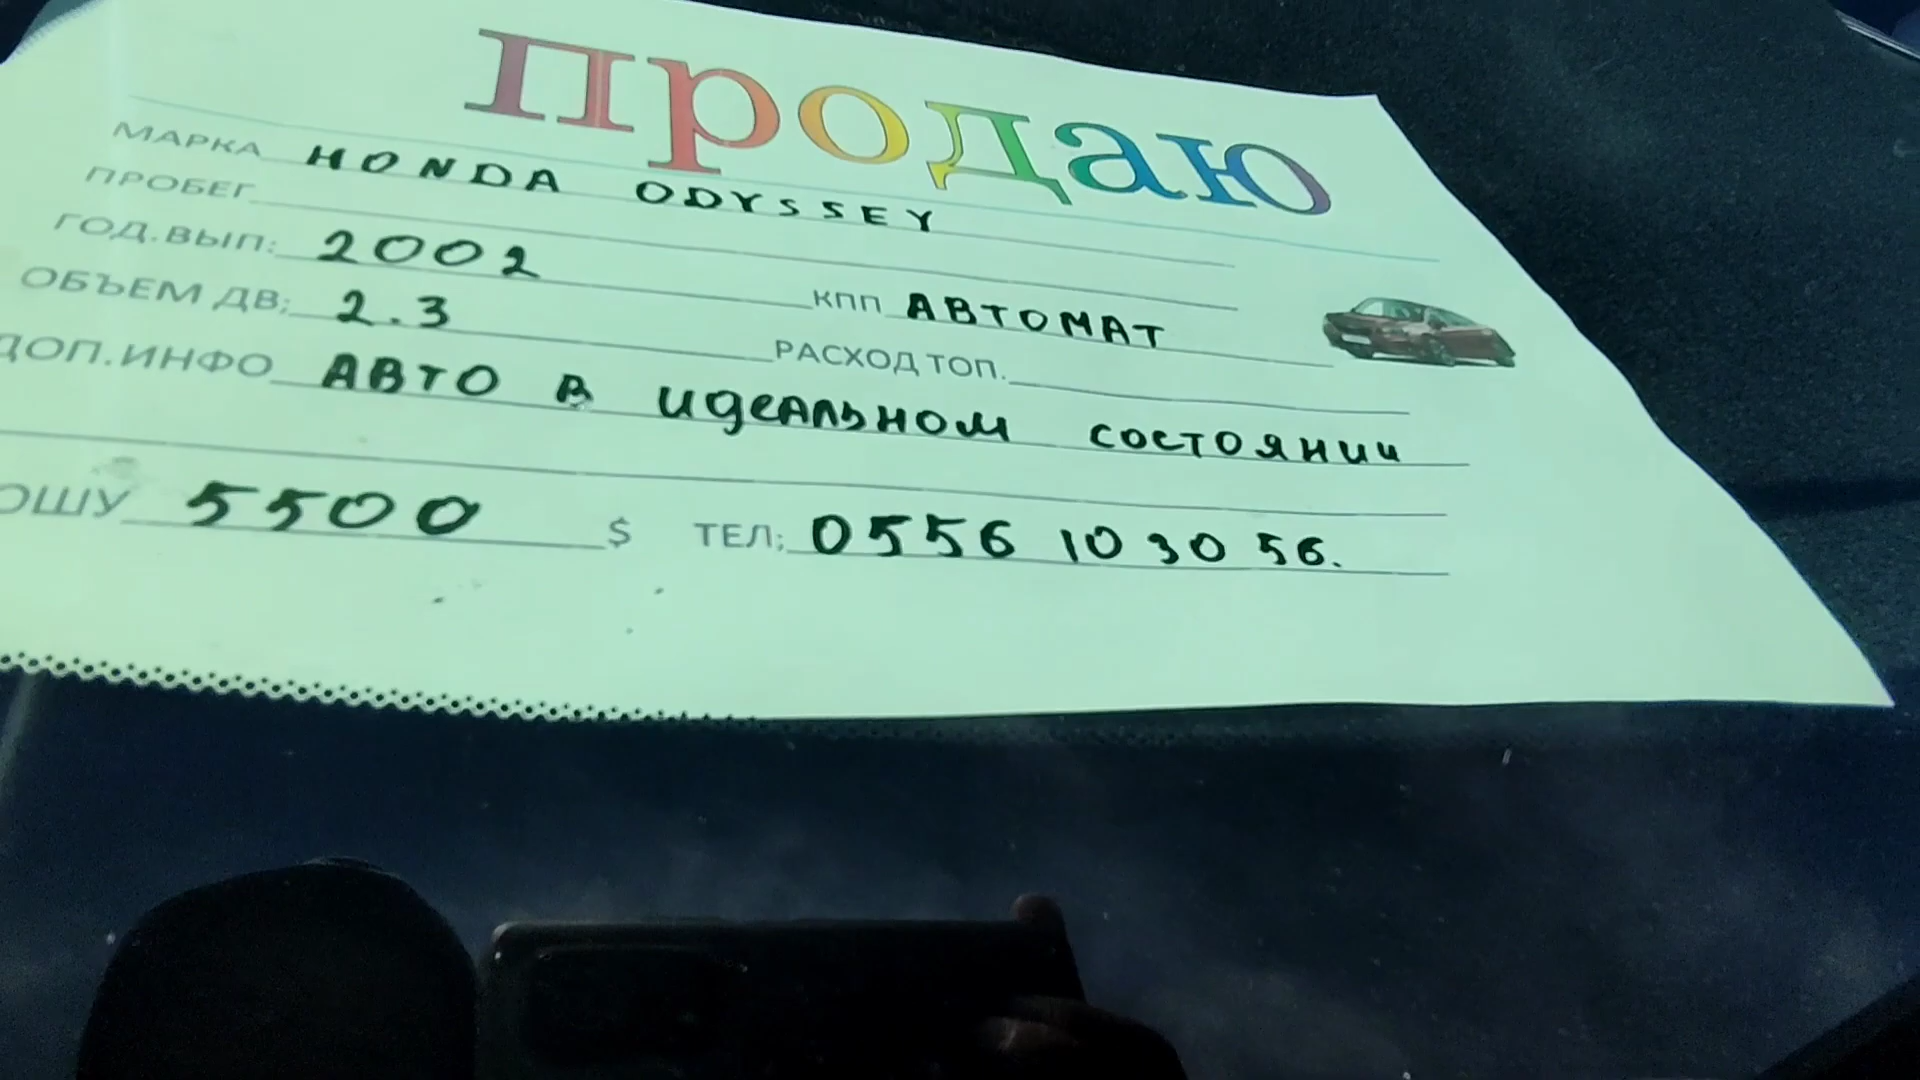 продаю
МАРКА HONDA ODYSSEY
ПРОБЕГ
ГОД.ВЫП: 2002 КПП АВТОМАТ
ОБЪЕМ ДВ; 2.3 РАСХОД ТОП.
ДОП.ИНФО АВТО В идеальном состоянии
ОШУ 5500 $ ТЕЛ; 0556 10 30 56.